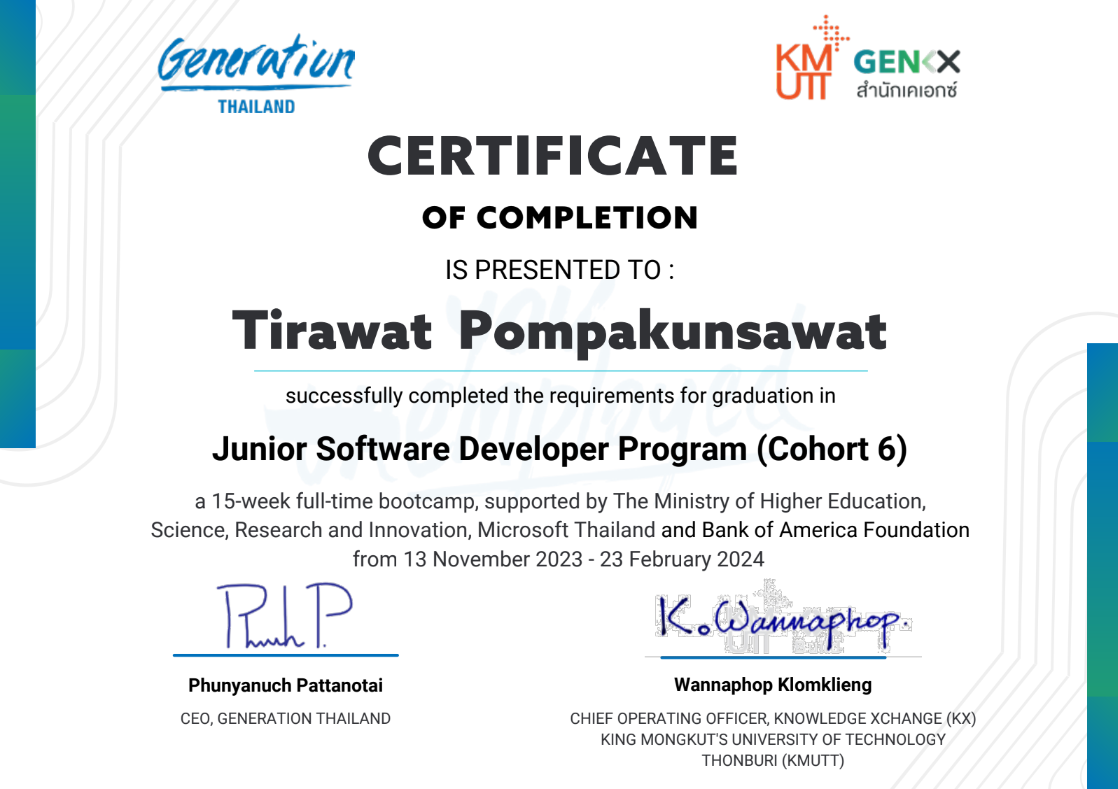 Generation
THAILAND
KM
UTT
GEN KX
สำนักเคเอกซ์
CERTIFICATE
OF COMPLETION
IS PRESENTED TO :
Tirawat Pompakunsawat
successfully completed the requirements for graduation in
Junior Software Developer Program (Cohort 6)
a 15-week full-time bootcamp, supported by The Ministry of Higher Education,
Science, Research and Innovation, Microsoft Thailand and Bank of America Foundation
from 13 November 2023 - 23 February 2024
K. Wannaphop.
Phunyanuch Pattanotai
CEO, GENERATION THAILAND
Wannaphop Klomklieng
CHIEF OPERATING OFFICER, KNOWLEDGE XCHANGE (KX)
KING MONGKUT'S UNIVERSITY OF TECHNOLOGY
THONBURI (KMUTT)